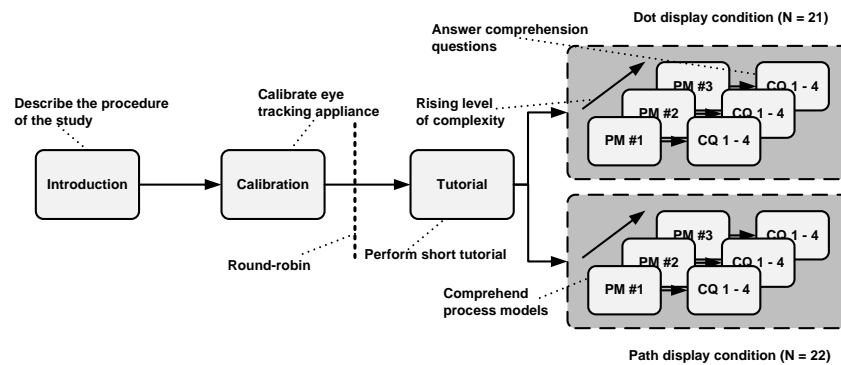 Dot display condition (N = 21)
Answer comprehension
questions
PM #3
CQ 1 - 4
Calibrate eye
tracking appliance
Describe the procedure
of the study
Rising level
of complexity
PM #2
CQ 1 - 4
PM #1
CQ 1 - 4
Introduction
Calibration
Tutorial
PM #3
CQ 1 - 4
Round-robin
Perform short tutorial
PM #2
CQ 1 - 4
Comprehend
process models
PM #1
CQ 1 - 4
Path display condition (N = 22)